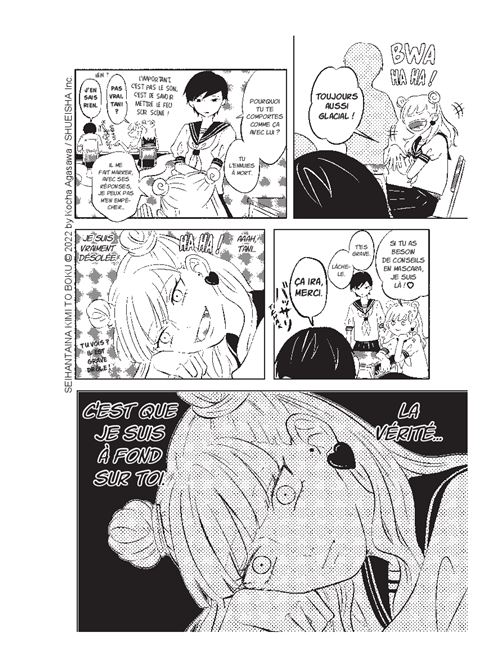 SEIHANTAINA KIMI TO BOKU © 2022 by Kocha Agasawa / SHUEISHA Inc.
HEN ?
J'EN
SAIS
RIEN.
PAS
VRAI,
TANI ?
L'IMPORTANT,
C'EST PAS LE SON,
C'EST DE SAVOIR
METTRE LE FEU
SUR SCÈNE !
POURQUOI
TU TE
COMPORTES
COMME ÇA
AVEC LUI ?
TU
L'ENNUIES
À MORT.
IL ME
FAIT MARRER,
AVEC SES
RÉPONSES,
JE PEUX PAS
M'EN EMPÊ-
CHER...
BWA
HA HA !
TOUJOURS
AUSSI
GLACIAL !
JE SUIS
VRAIMENT
DÉSOLÉE.
HA HA !
AAAH,
TANI...
TU VOIS ?
IL EST
GRAVE
DRÔLE !
ÇA IRA,
MERCI.
LÂCHE-
LE.
T'ES
GRAVE.
SI TU AS
BESOIN
DE CONSEILS
EN MASCARA,
JE SUIS
LÀ ! ♡
LA
VÉRITÉ...
C'EST QUE
JE SUIS
À FOND
SUR TOI.